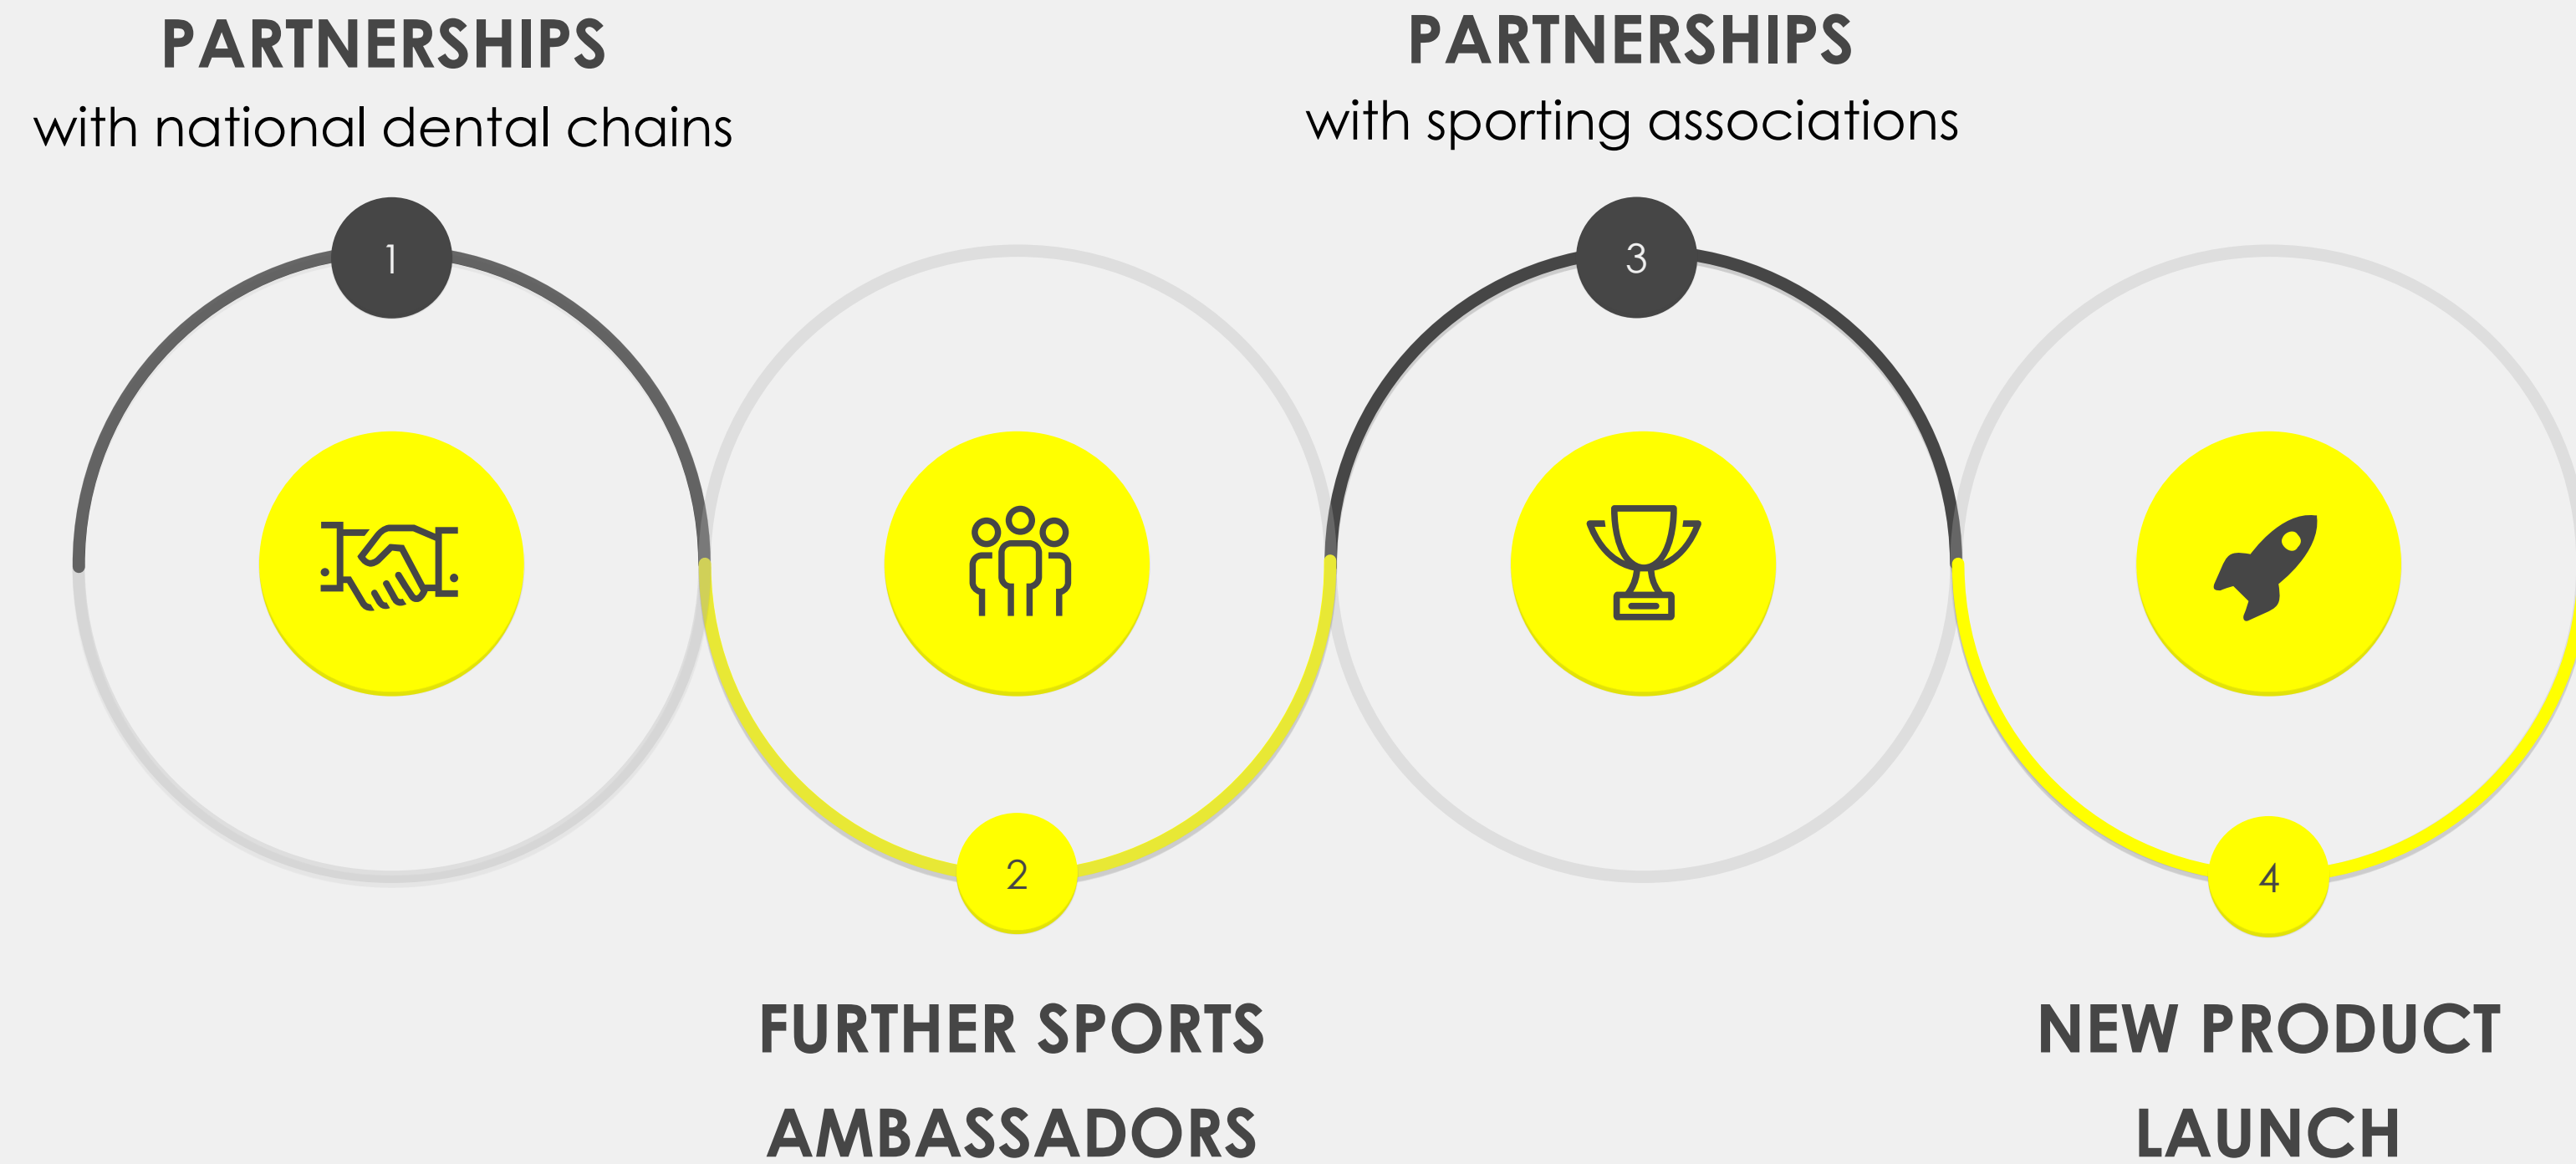 PARTNERSHIPS
with national dental chains
1
FURTHER SPORTS
AMBASSADORS
2
PARTNERSHIPS
with sporting associations
3
NEW PRODUCT
LAUNCH
4